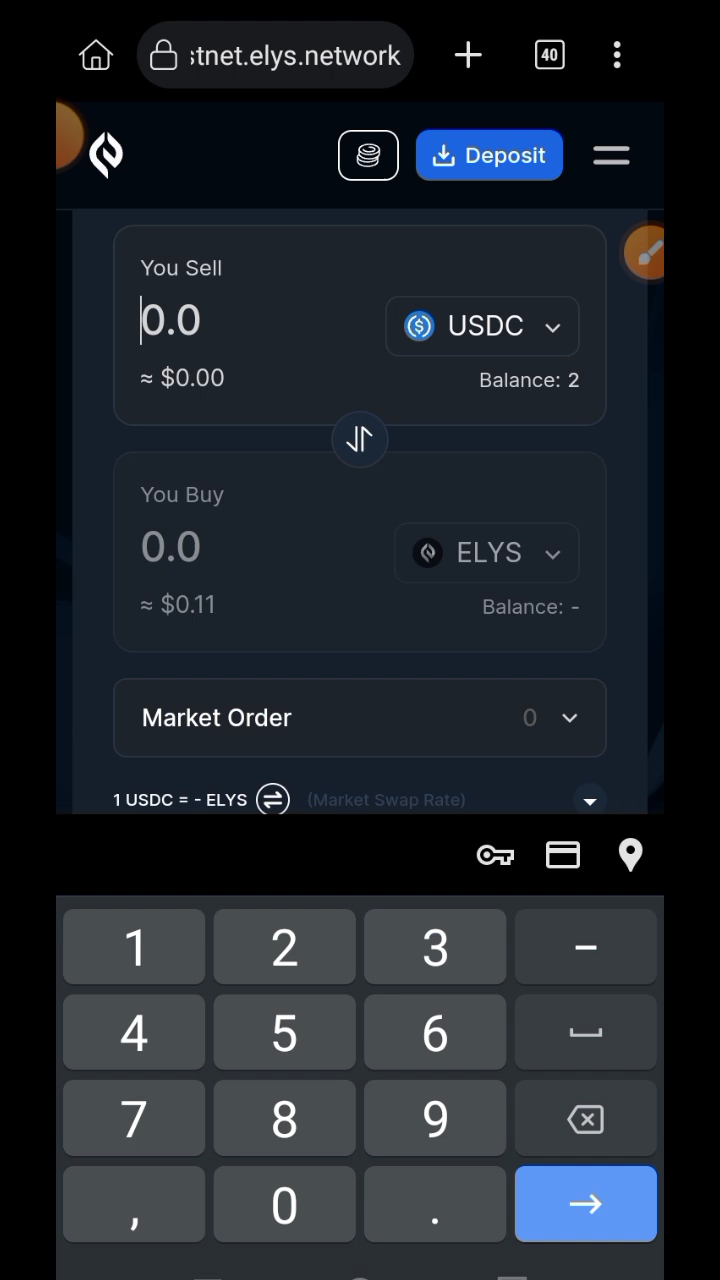 stnet.elys.network
40
Deposit
You Sell
0.0
USDC
≈ $0.00
Balance: 2
You Buy
0.0
ELYS
≈ $0.11
Balance: -
Market Order
0
1 USDC = - ELYS
(Market Swap Rate)
1 2 3 -
4 5 6
7 8 9
, 0 .